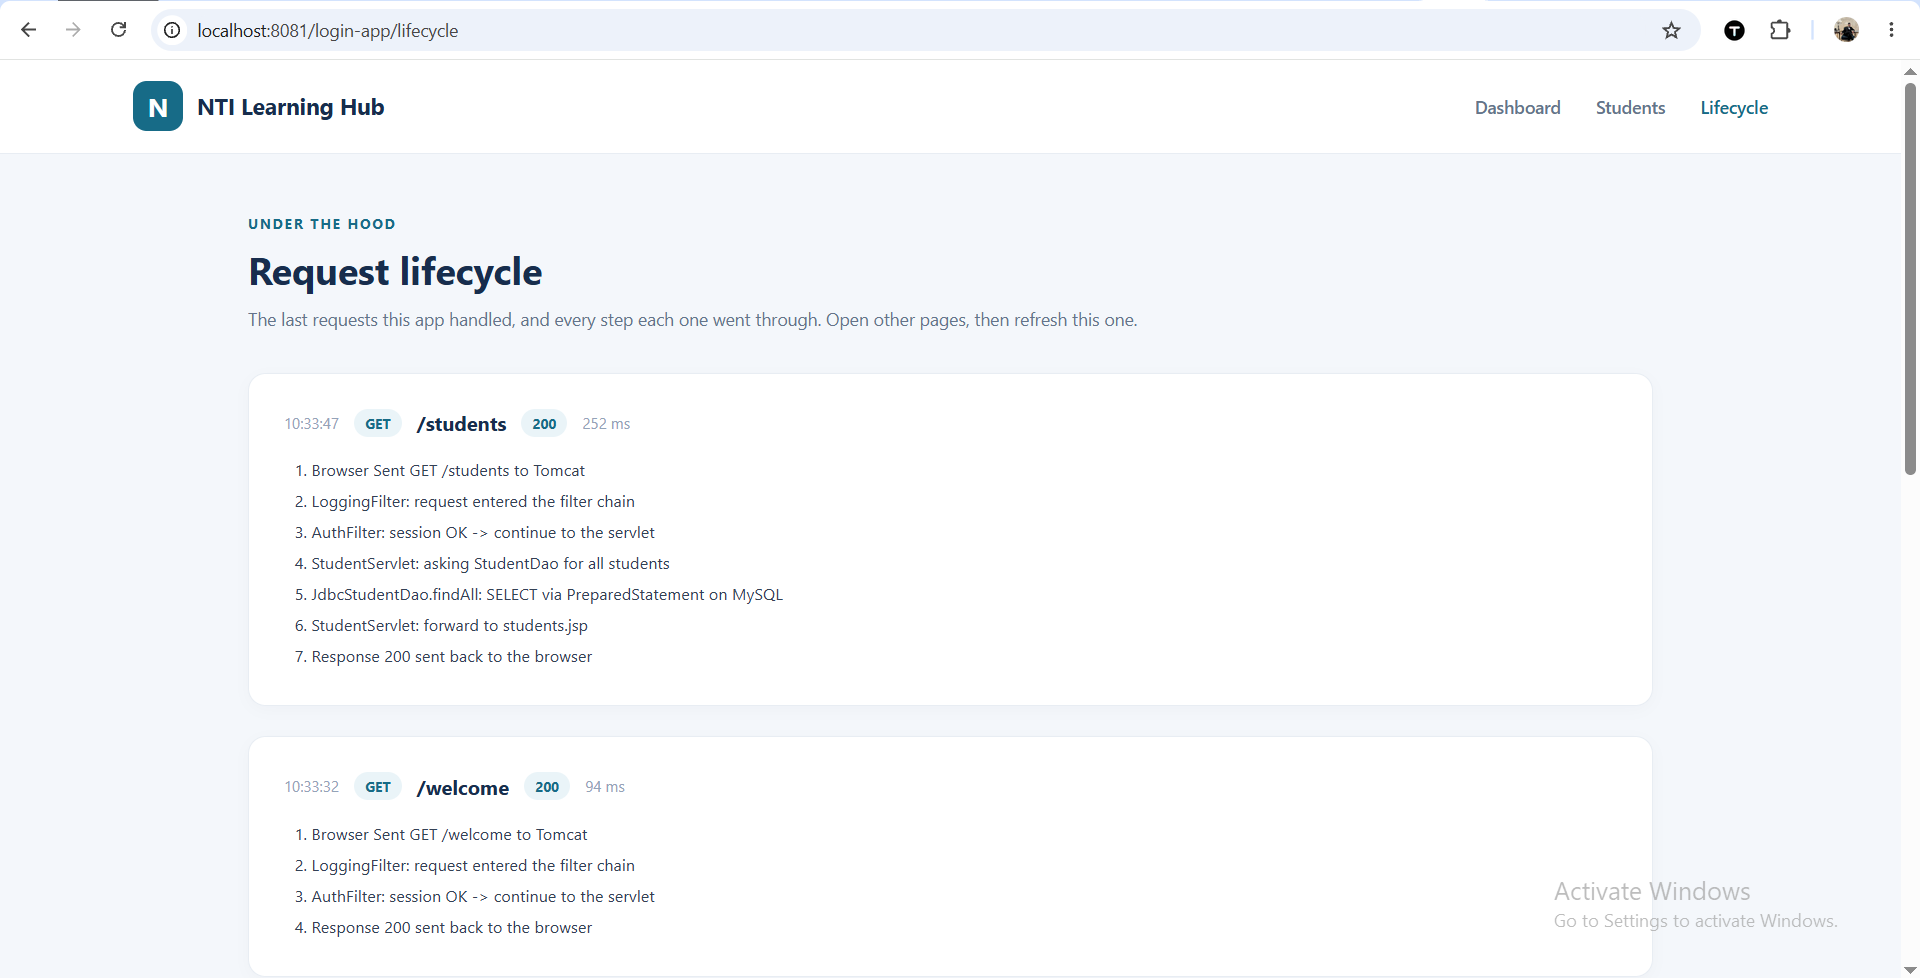 localhost:8081/login-app/lifecycle
T
N
NTI Learning Hub
Dashboard
Students
Lifecycle
UNDER THE HOOD
Request lifecycle
The last requests this app handled, and every step each one went through. Open other pages, then refresh this one.
10:33:47 GET /students 200 252 ms
1. Browser Sent GET /students to Tomcat
2. LoggingFilter: request entered the filter chain
3. AuthFilter: session OK -> continue to the servlet
4. StudentServlet: asking StudentDao for all students
5. JdbcStudentDao.findAll: SELECT via PreparedStatement on MySQL
6. StudentServlet: forward to students.jsp
7. Response 200 sent back to the browser
10:33:32 GET /welcome 200 94 ms
1. Browser Sent GET /welcome to Tomcat
2. LoggingFilter: request entered the filter chain
3. AuthFilter: session OK -> continue to the servlet
4. Response 200 sent back to the browser
Activate Windows
Go to Settings to activate Windows.